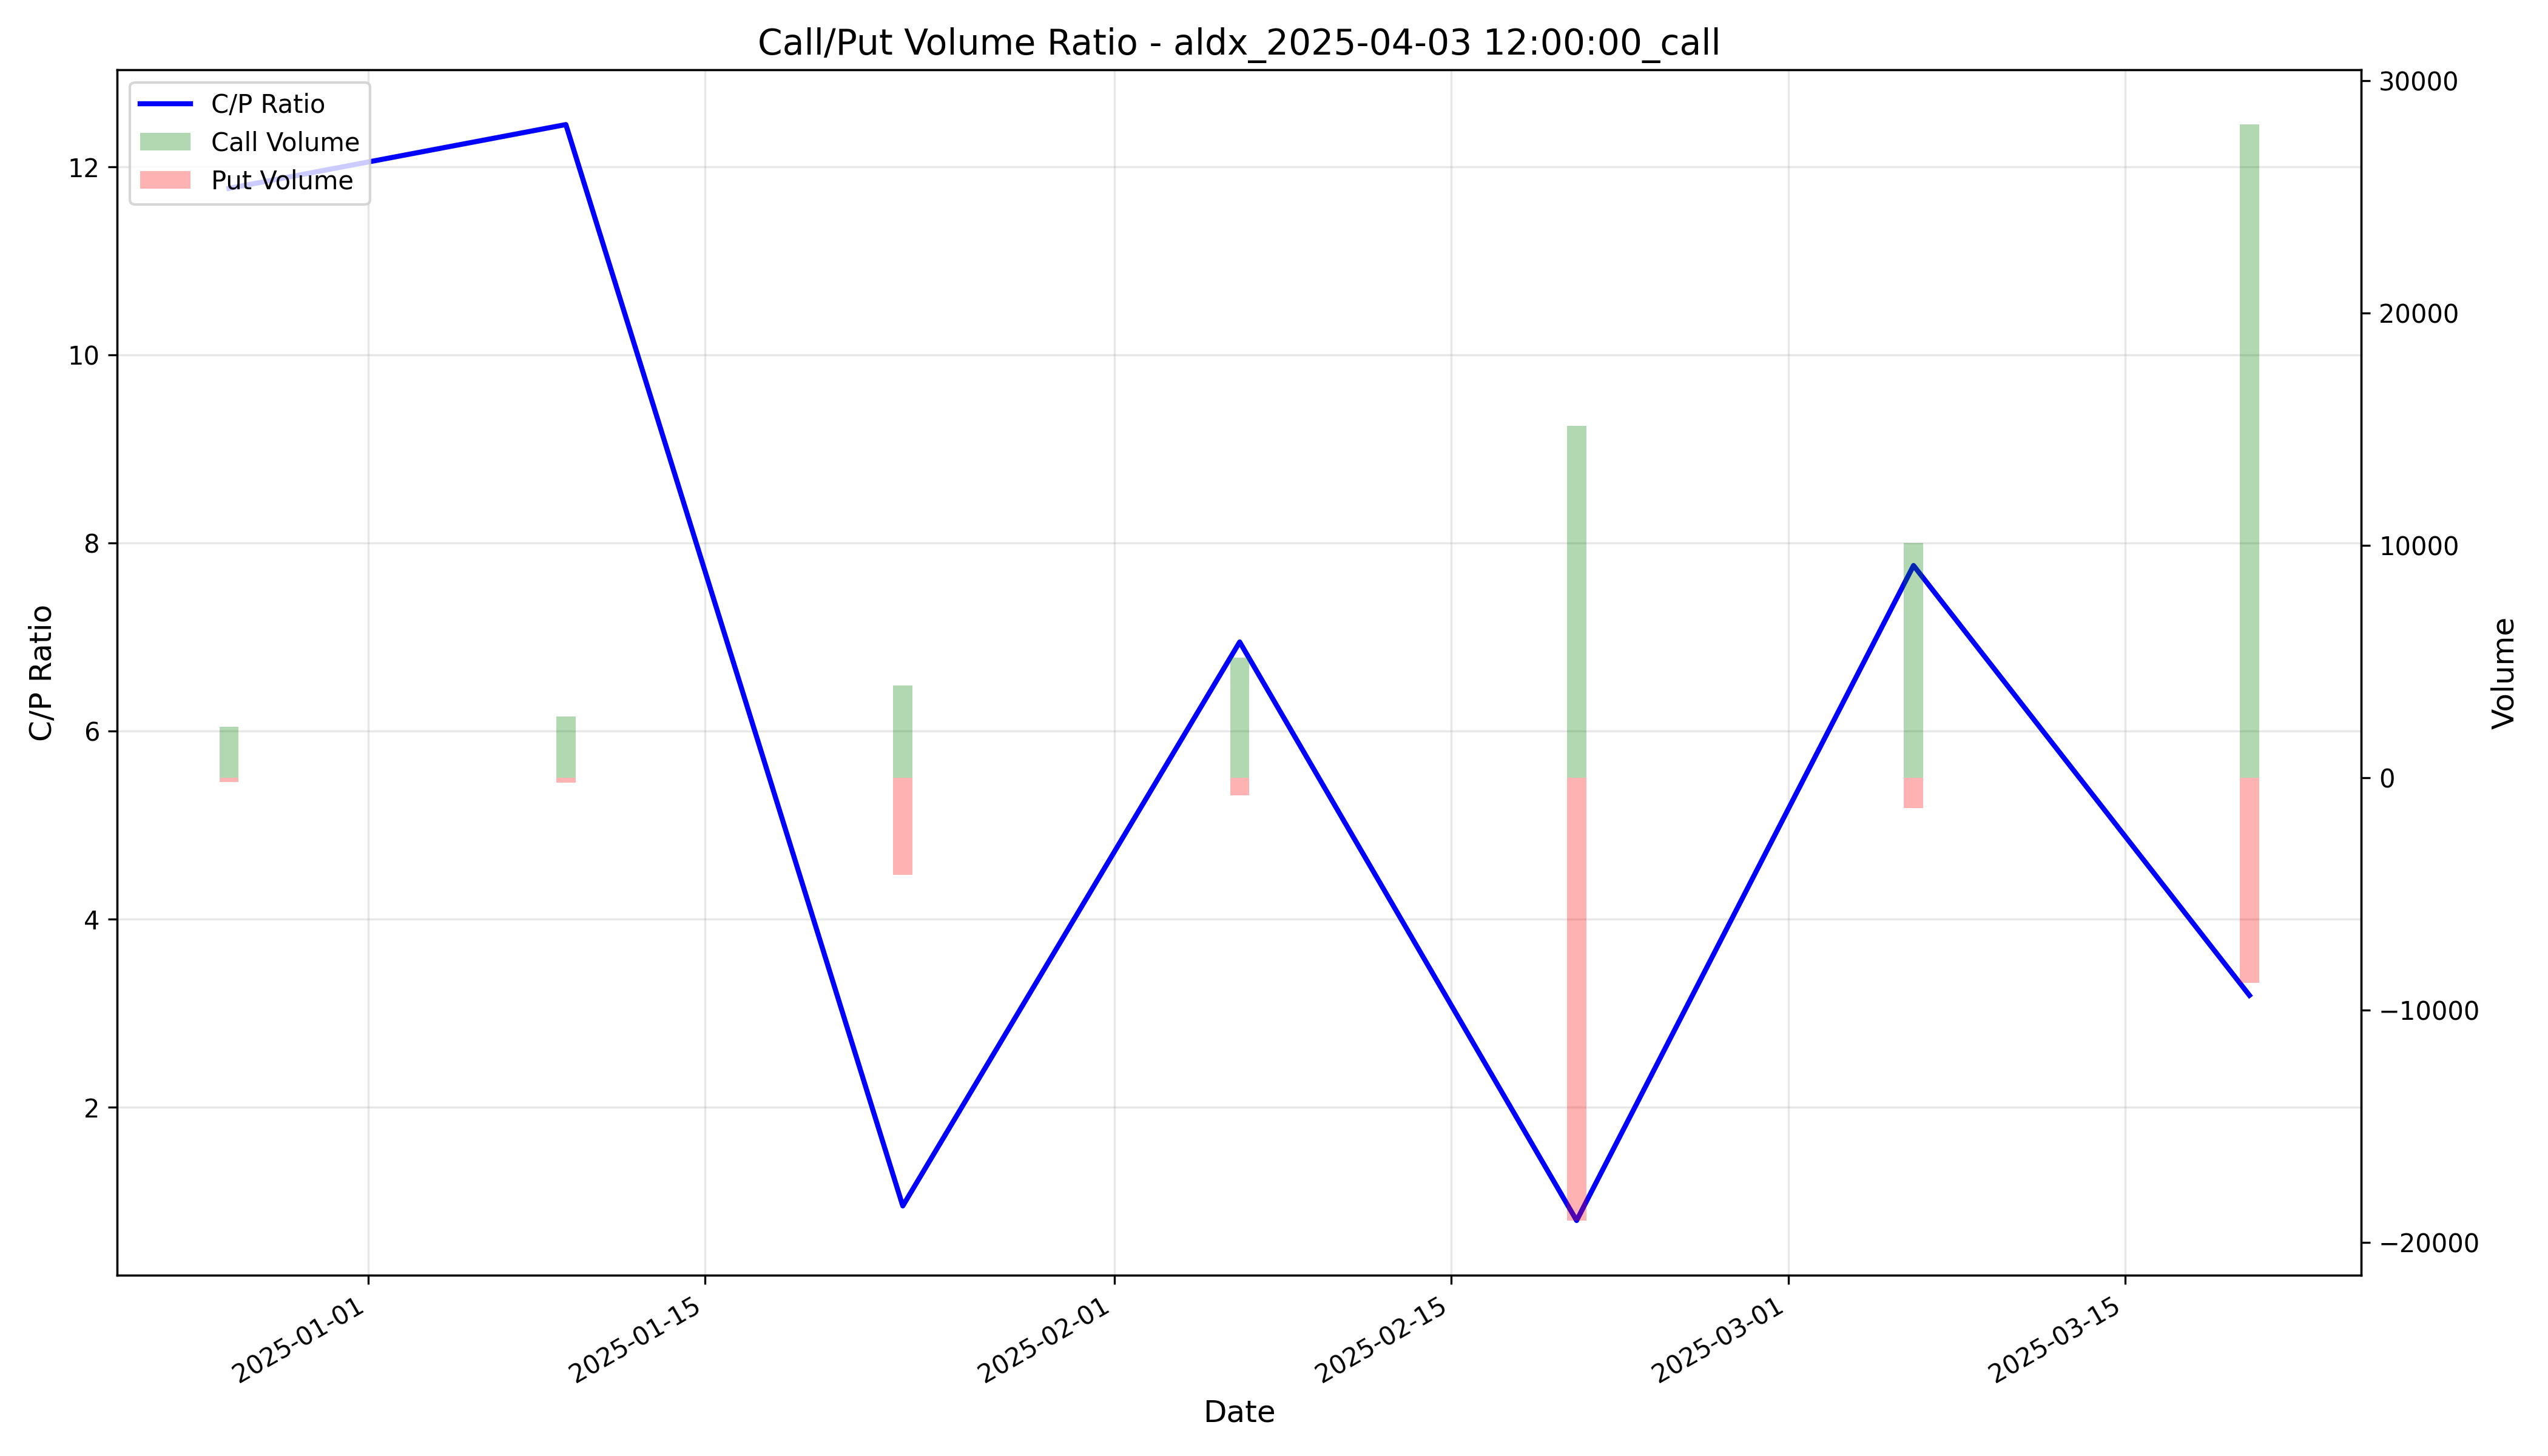 Call/Put Volume Ratio - aldx_2025-04-03 12:00:00_call
C/P Ratio
Call Volume
Put Volume
12
10
8
6
4
2
C/P Ratio
30000
20000
10000
0
−10000
−20000
Volume
2025-01-01
2025-01-15
2025-02-01
2025-02-15
2025-03-01
2025-03-15
Date